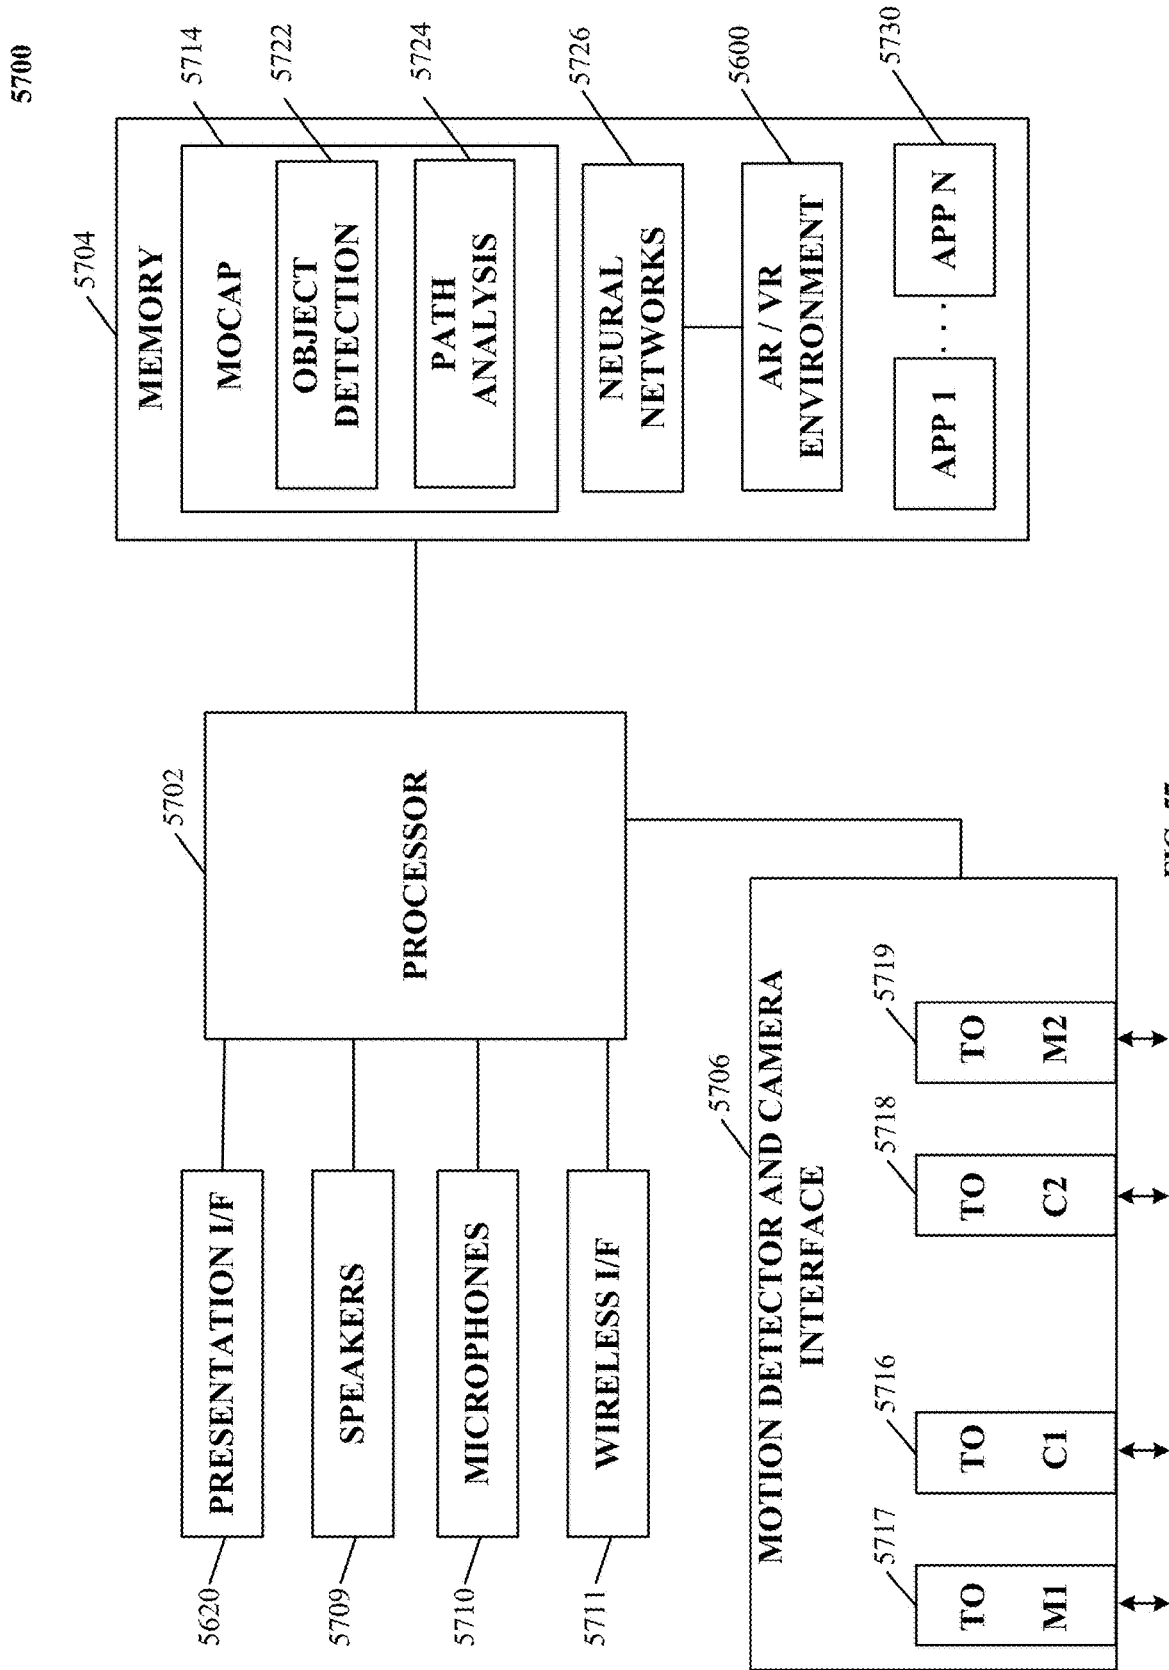 5700
5620
PRESENTATION I/F
5709
SPEAKERS
5710
MICROPHONES
5711
WIRELESS I/F
5702
PROCESSOR
5704
MEMORY
5714
MOCAP
5722
OBJECT
DETECTION
5724
PATH
ANALYSIS
5726
NEURAL
NETWORKS
5600
AR / VR
ENVIRONMENT
5730
APP 1 . . . . APP N
5706
MOTION DETECTOR AND CAMERA
INTERFACE
5717
TO
M1
5716
TO
C1
5718
TO
C2
5719
TO
M2